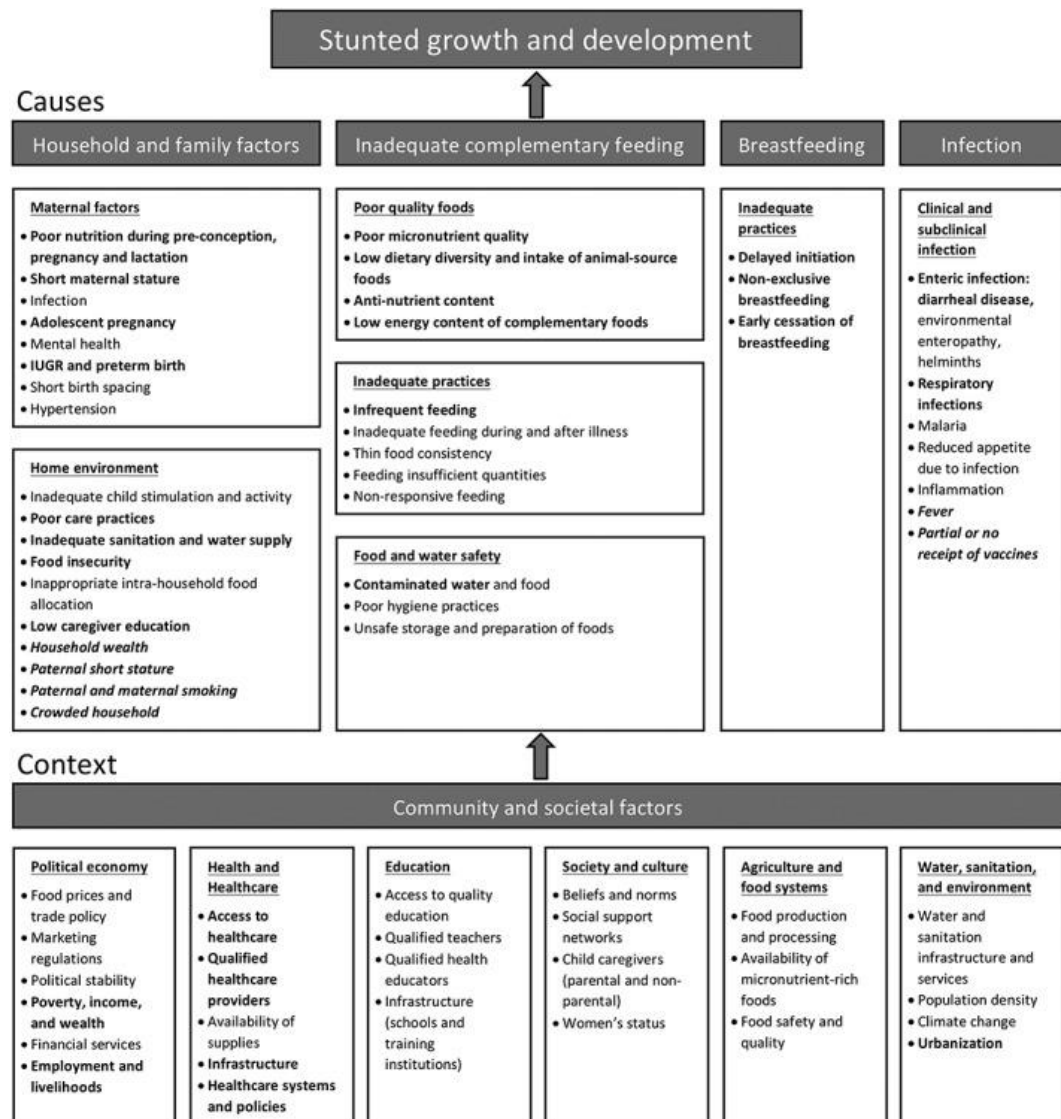 Stunted growth and development
Causes
Household and family factors
Maternal factors
• Poor nutrition during pre-conception,
pregnancy and lactation
• Short maternal stature
• Infection
• Adolescent pregnancy
• Mental health
• IUGR and preterm birth
• Short birth spacing
• Hypertension
Home environment
• Inadequate child stimulation and activity
• Poor care practices
• Inadequate sanitation and water supply
• Food insecurity
• Inappropriate intra-household food
allocation
• Low caregiver education
• Household wealth
• Paternal short stature
• Paternal and maternal smoking
• Crowded household
Inadequate complementary feeding
Poor quality foods
• Poor micronutrient quality
• Low dietary diversity and intake of animal-source
foods
• Anti-nutrient content
• Low energy content of complementary foods
Inadequate practices
• Infrequent feeding
• Inadequate feeding during and after illness
• Thin food consistency
• Feeding insufficient quantities
• Non-responsive feeding
Food and water safety
• Contaminated water and food
• Poor hygiene practices
• Unsafe storage and preparation of foods
Breastfeeding
Inadequate
practices
• Delayed initiation
• Non-exclusive
breastfeeding
• Early cessation of
breastfeeding
Infection
Clinical and
subclinical
infection
• Enteric infection:
diarrheal disease,
environmental
enteropathy,
helminths
• Respiratory
infections
• Malaria
• Reduced appetite
due to infection
• Inflammation
• Fever
• Partial or no
receipt of vaccines
Context
Community and societal factors
Political economy
• Food prices and
trade policy
• Marketing
regulations
• Political stability
• Poverty, income,
and wealth
• Financial services
• Employment and
livelihoods
Health and
Healthcare
• Access to
healthcare
• Qualified
healthcare
providers
• Availability of
supplies
• Infrastructure
• Healthcare systems
and policies
Education
• Access to quality
education
• Qualified teachers
• Qualified health
educators
• Infrastructure
(schools and
training
institutions)
Society and culture
• Beliefs and norms
• Social support
networks
• Child caregivers
(parental and non-
parental)
• Women's status
Agriculture and
food systems
• Food production
and processing
• Availability of
micronutrient-rich
foods
• Food safety and
quality
Water, sanitation,
and environment
• Water and
sanitation
infrastructure and
services
• Population density
• Climate change
• Urbanization